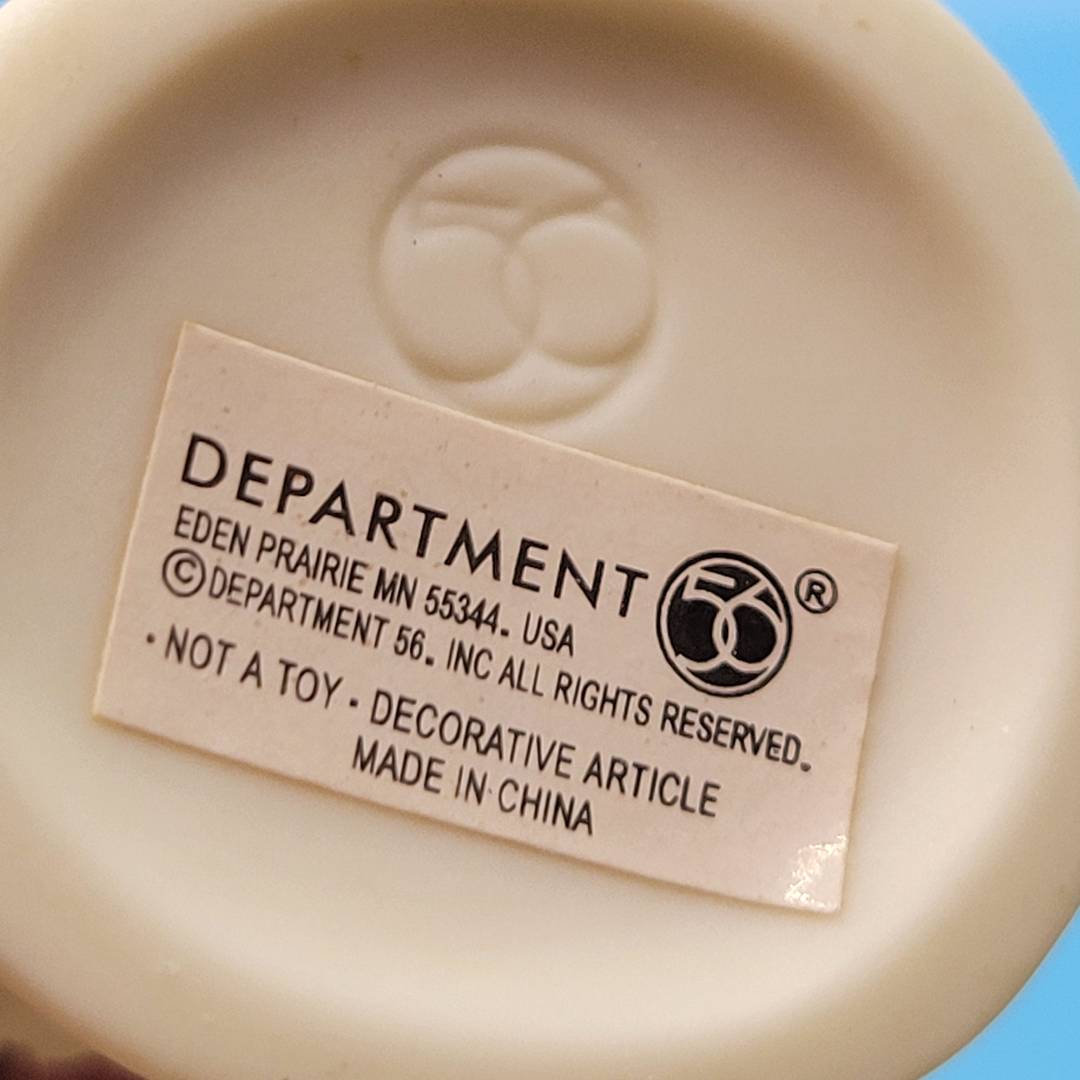 56
DEPARTMENT 56 ®
EDEN PRAIRIE MN 55344. USA
©DEPARTMENT 56. INC ALL RIGHTS RESERVED.
• NOT A TOY • DECORATIVE ARTICLE
MADE IN CHINA